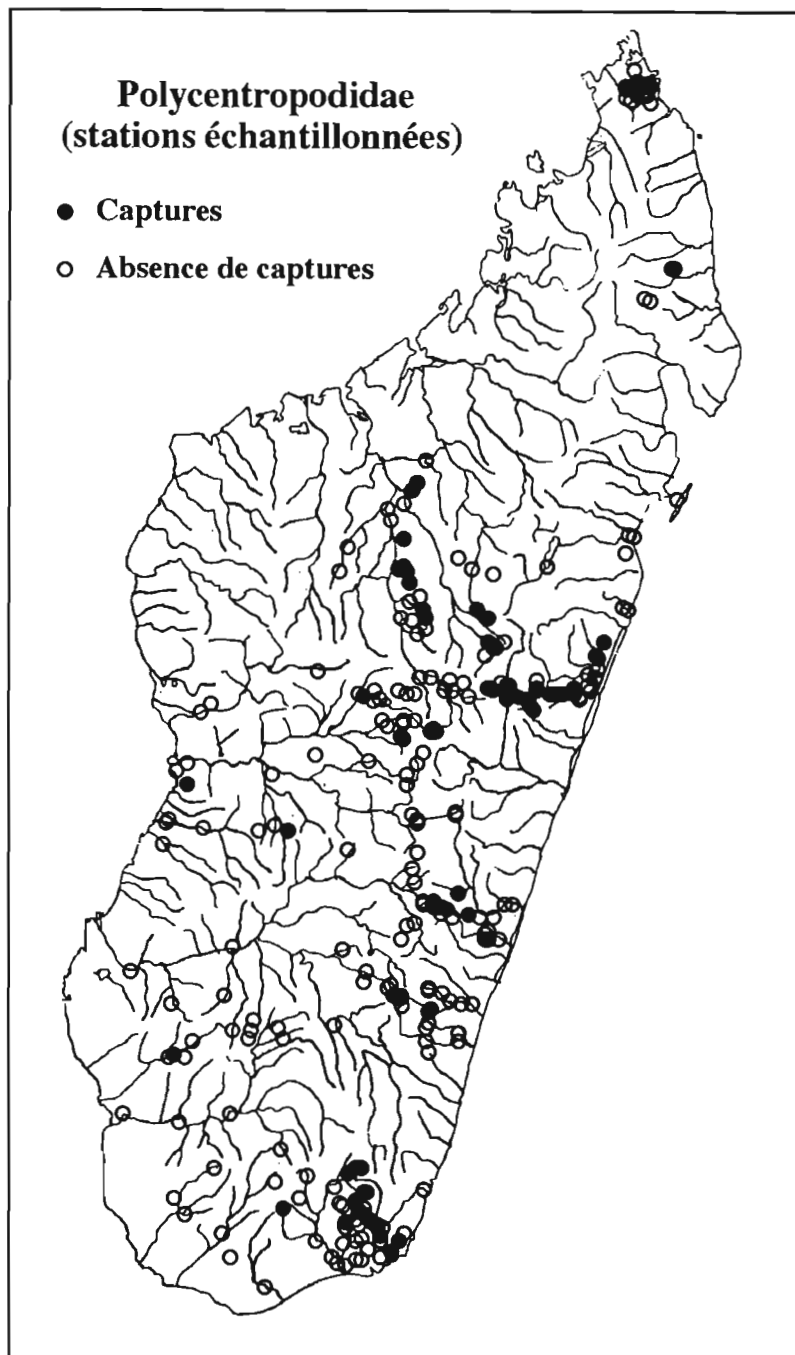 Polycentropodidae
(stations échantillonnées)
Captures
Absence de captures